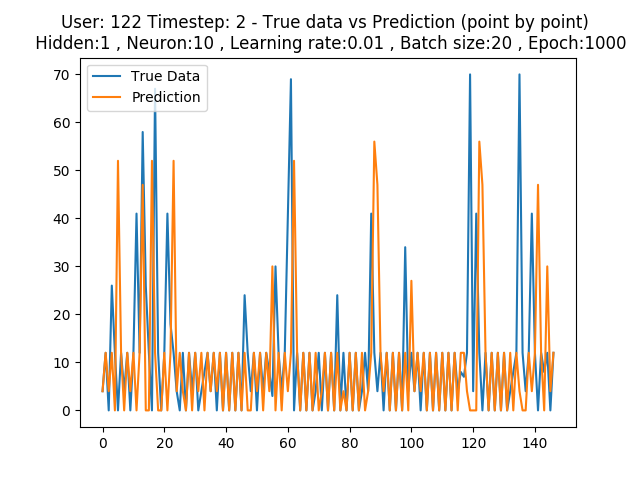 User: 122 Timestep: 2 - True data vs Prediction (point by point)
Hidden:1 , Neuron:10 , Learning rate:0.01 , Batch size:20 , Epoch:1000
True Data
Prediction
70
60
50
40
30
20
10
0
0 20 40 60 80 100 120 140